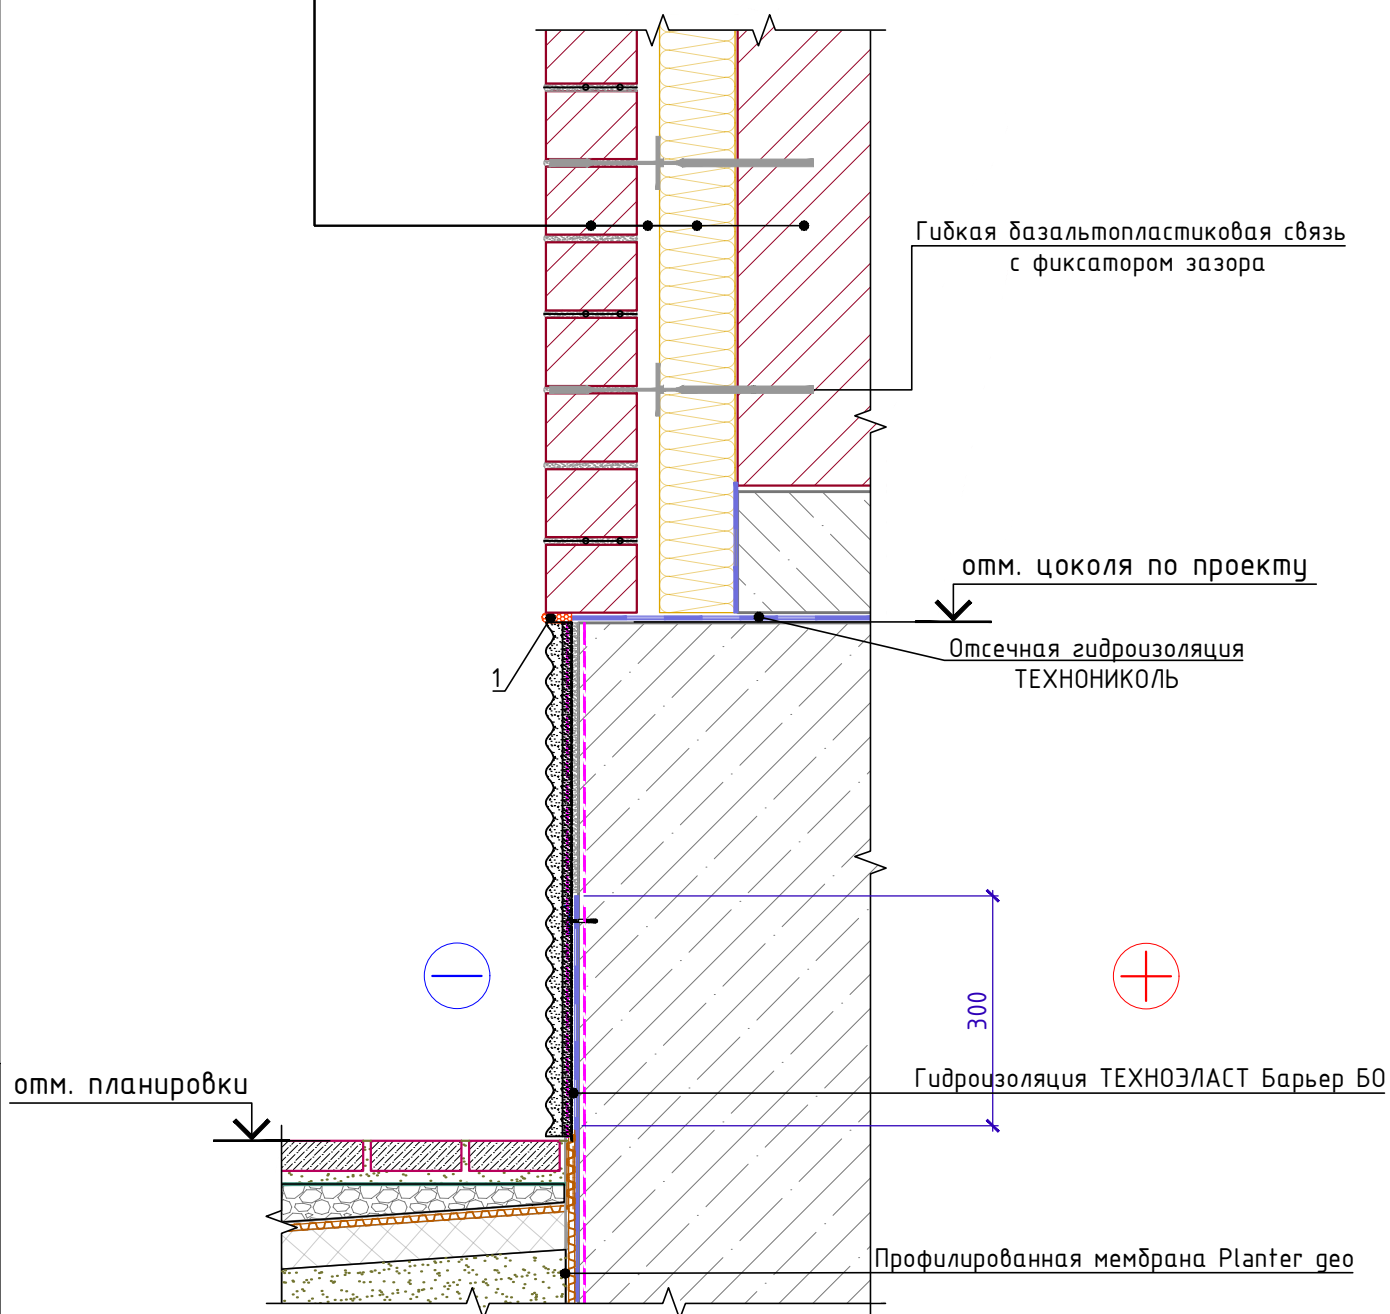 Гибкая базальтопластиковая связь
с фиксатором зазора
отм. цоколя по проекту
Отсечная гидроизоляция
ТЕХНОНИКОЛЬ
1
300
Гидроизоляция ТЕХНОЭЛАСТ Барьер БО
отм. планировки
Профилированная мембрана Planter geo